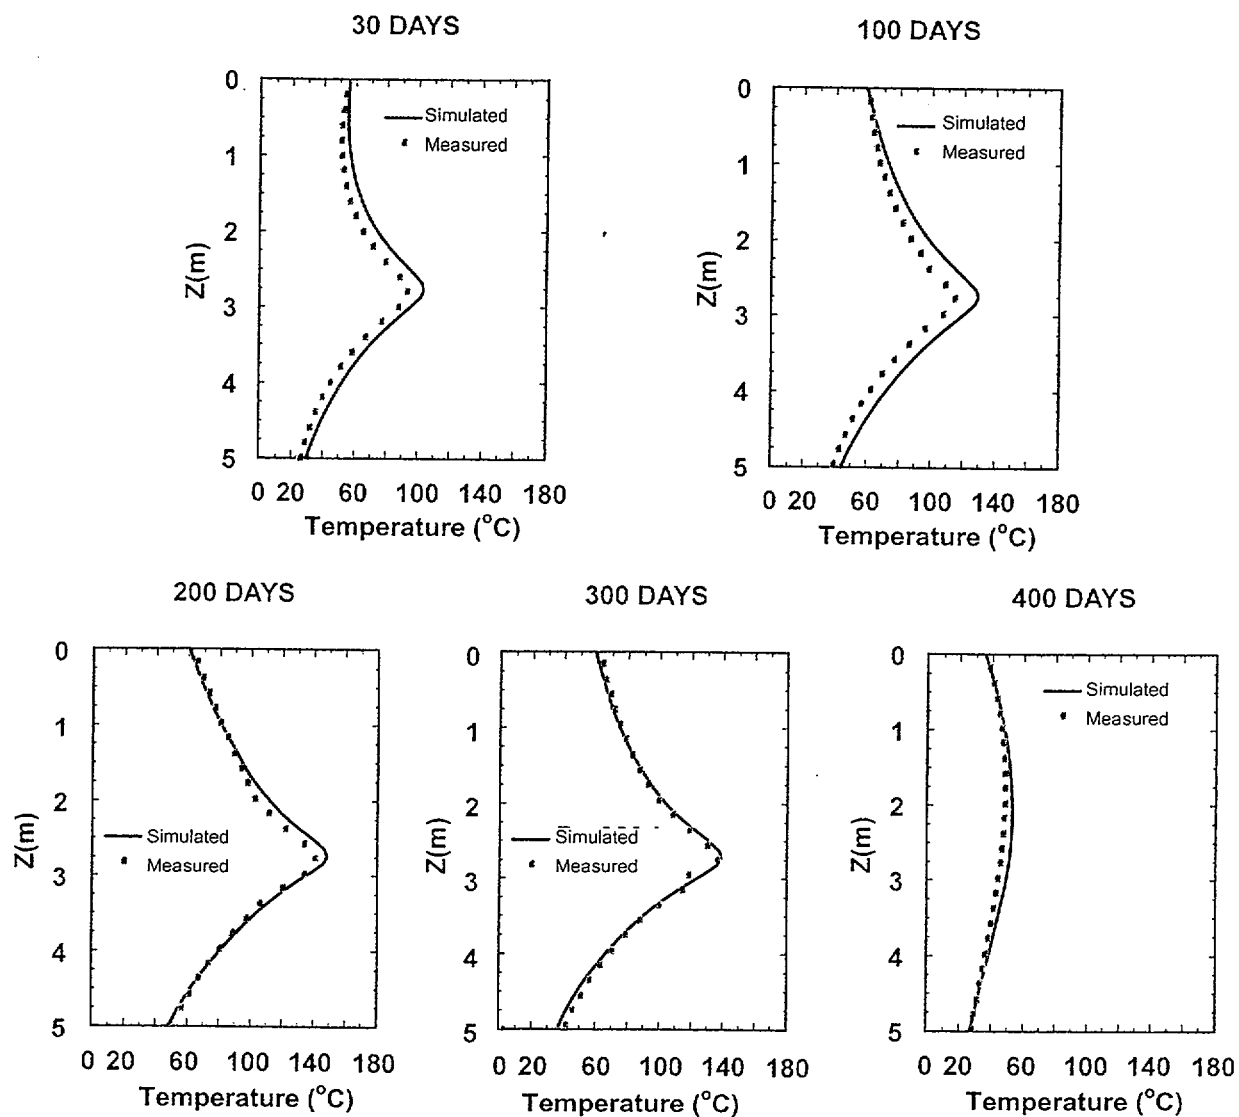 30 DAYS
0
1
2
3
4
5
Z(m)
Simulated
Measured
0 20 60 100 140 180
Temperature (°C)
100 DAYS
0
1
2
3
4
5
Z(m)
Simulated
Measured
0 20 60 100 140 180
Temperature (°C)
200 DAYS
0
1
2
3
4
5
Z(m)
Simulated
Measured
0 20 60 100 140 180
Temperature (°C)
300 DAYS
0
1
2
3
4
5
Z(m)
Simulated
Measured
0 20 60 100 140 180
Temperature (°C)
400 DAYS
0
1
2
3
4
5
Z(m)
Simulated
Measured
0 20 60 100 140 180
Temperature (°C)